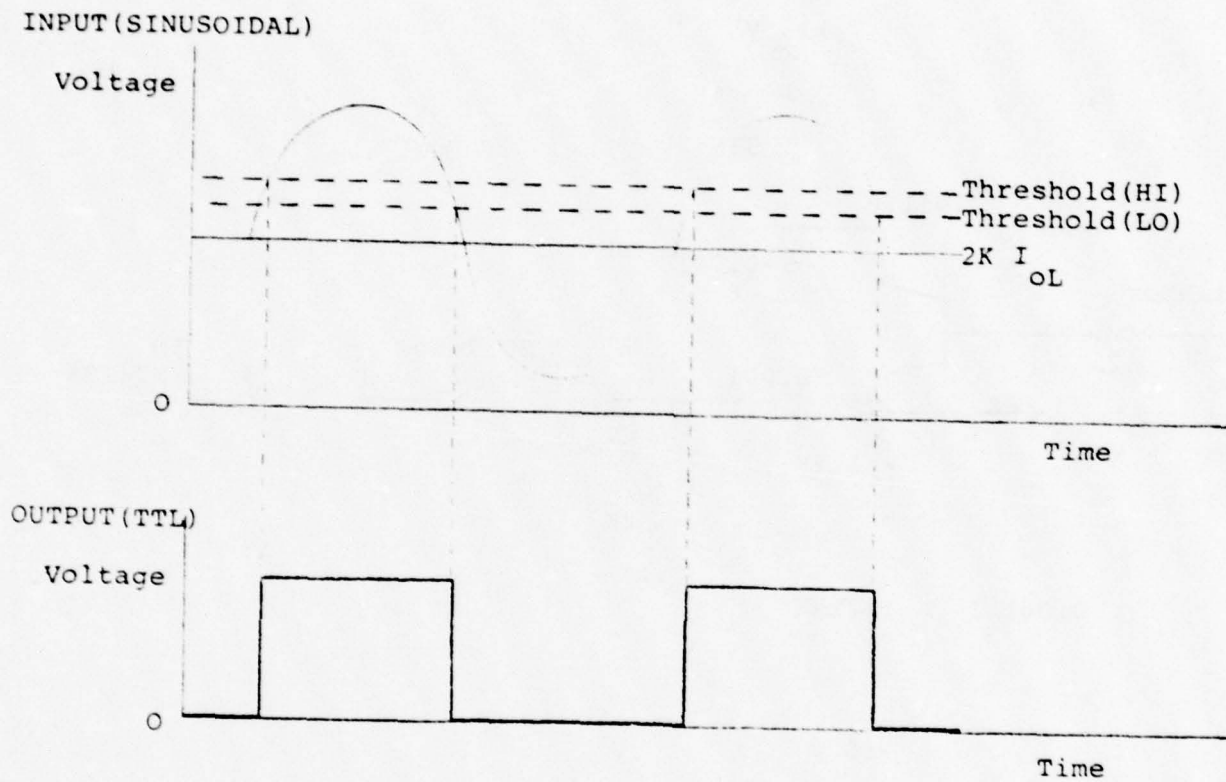 INPUT(SINUSOIDAL)
Voltage
Threshold(HI)
Threshold(LO)
2K I
oL
O
Time
OUTPUT(TTL)
Voltage
O
Time